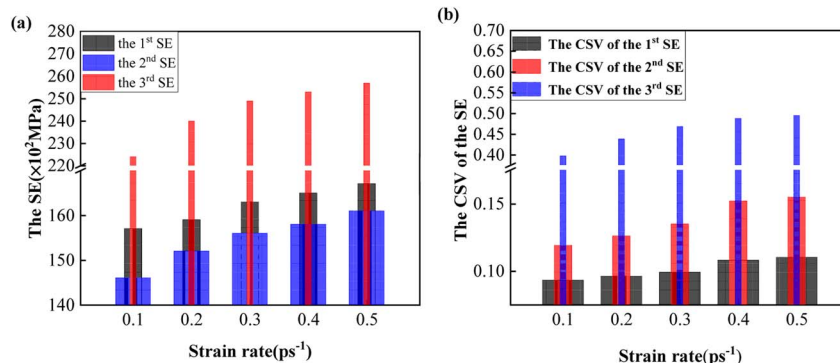 (a)
280
270
260
250
240
230
220
160
150
140
The SE(×10²MPa)
the 1st SE
the 2nd SE
the 3rd SE
0.1 0.2 0.3 0.4 0.5
Strain rate(ps⁻¹)
(b)
0.70
0.65
0.60
0.55
0.50
0.45
0.40
0.15
0.10
The CSV of the SE
The CSV of the 1st SE
The CSV of the 2nd SE
The CSV of the 3rd SE
0.1 0.2 0.3 0.4 0.5
Strain rate(ps⁻¹)